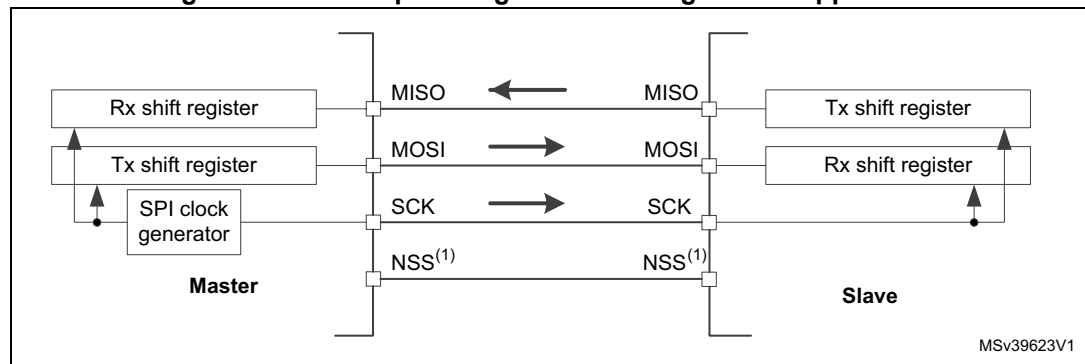 MISO MISO
Rx shift register Tx shift register
MOSI MOSI
Tx shift register Rx shift register
SCK SCK
SPI clock
generator
NSS(1) NSS(1)
Master
Slave
MSv39623V1